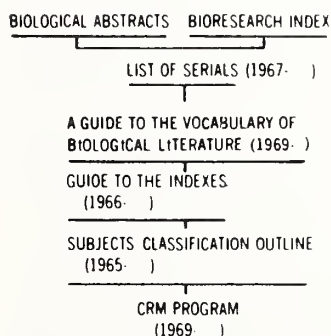 BIOLOGICAL ABSTRACTS BIORESEARCH INDEX
LIST OF SERIALS (1967- )
A GUIDE TO THE VOCABULARY OF
BIOLOGICAL LITERATURE (1969- )
GUIDE TO THE INDEXES
(1966- )
SUBJECTS CLASSIFICATION OUTLINE
(1965- )
CRM PROGRAM
(1969- )